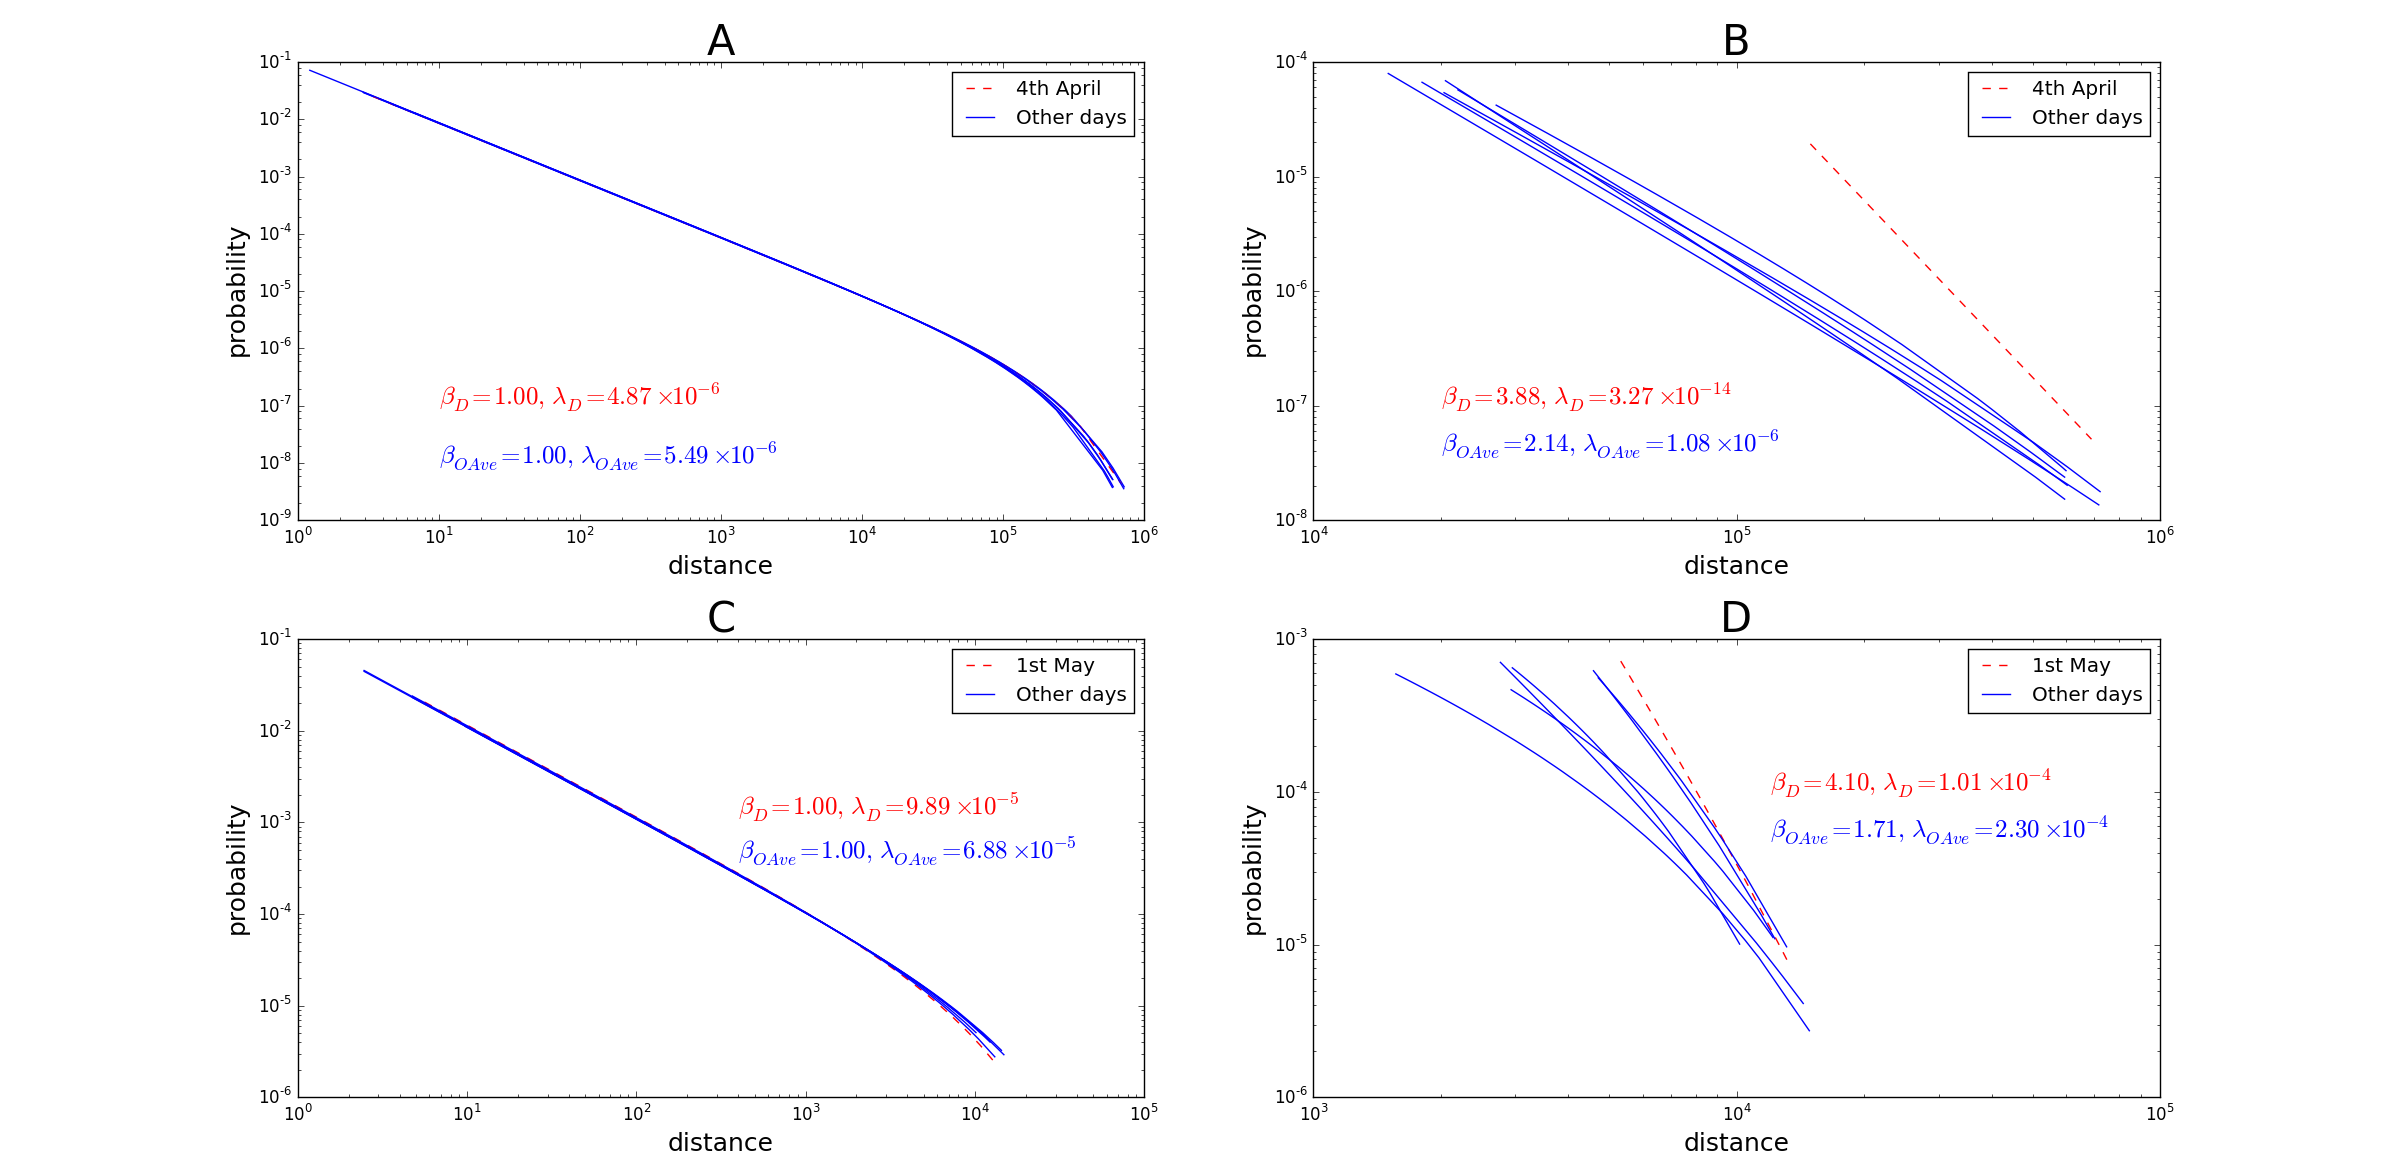 A
10^-1
10^-2
10^-3
10^-4
10^-5
10^-6
10^-7
10^-8
10^-9
probability
4th April
Other days
β_D=1.00, λ_D=4.87×10^−6
β_OAve=1.00, λ_OAve=5.49×10^−6
10^0 10^1 10^2 10^3 10^4 10^5 10^6
distance
B
10^-4
10^-5
10^-6
10^-7
10^-8
probability
4th April
Other days
β_D=3.88, λ_D=3.27×10^−14
β_OAve=2.14, λ_OAve=1.08×10^−6
10^4 10^5 10^6
distance
C
10^-1
10^-2
10^-3
10^-4
10^-5
10^-6
probability
1st May
Other days
β_D=1.00, λ_D=9.89×10^−5
β_OAve=1.00, λ_OAve=6.88×10^−5
10^0 10^1 10^2 10^3 10^4 10^5
distance
D
10^-3
10^-4
10^-5
10^-6
probability
1st May
Other days
β_D=4.10, λ_D=1.01×10^−4
β_OAve=1.71, λ_OAve=2.30×10^−4
10^3 10^4 10^5
distance